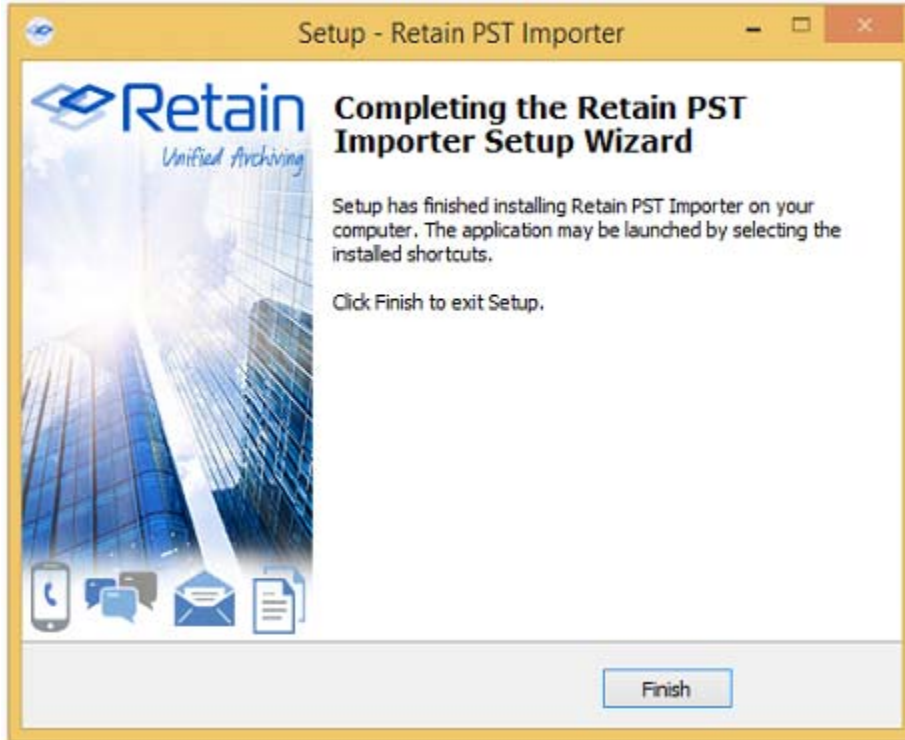 Setup - Retain PST Importer
Retain
Unified Archiving
Completing the Retain PST
Importer Setup Wizard
Setup has finished installing Retain PST Importer on your
computer. The application may be launched by selecting the
installed shortcuts.
Click Finish to exit Setup.
Finish